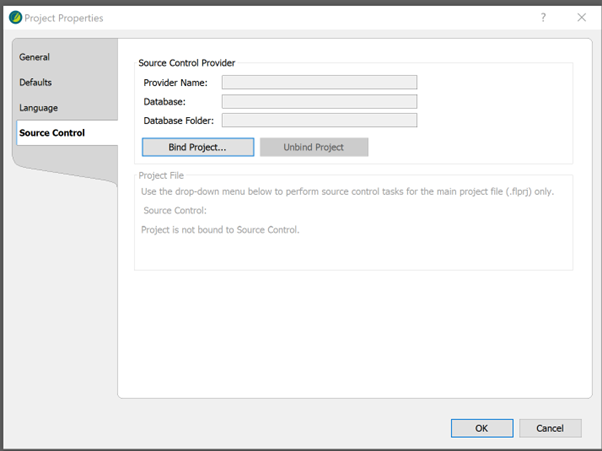 Project Properties
?
General
Defaults
Language
Source Control
Source Control Provider
Provider Name:
Database:
Database Folder:
Bind Project...
Unbind Project
Project File
Use the drop-down menu below to perform source control tasks for the main project file (.flprj) only.
Source Control:
Project is not bound to Source Control.
OK
Cancel